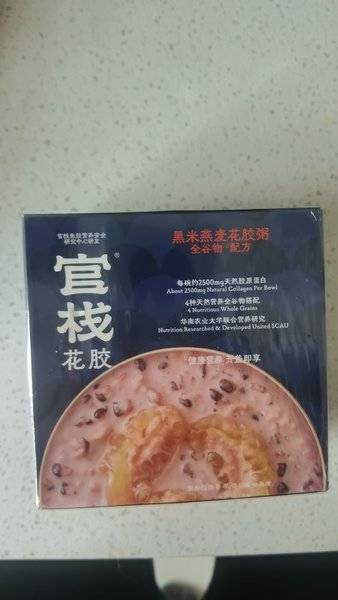 官栈鱼胶营养安全
研究中心研发
官栈®
花胶
黑米燕麦花胶粥
全谷物·配方
每碗约2500mg天然胶原蛋白
About 2500mg Natural Collagen Per Bowl
4种天然营养全谷物搭配
4 Nutritious Whole Grains
华南农业大学联合营养研究
Nutrition Researched & Developed United SCAU
健康营养 开盖即享